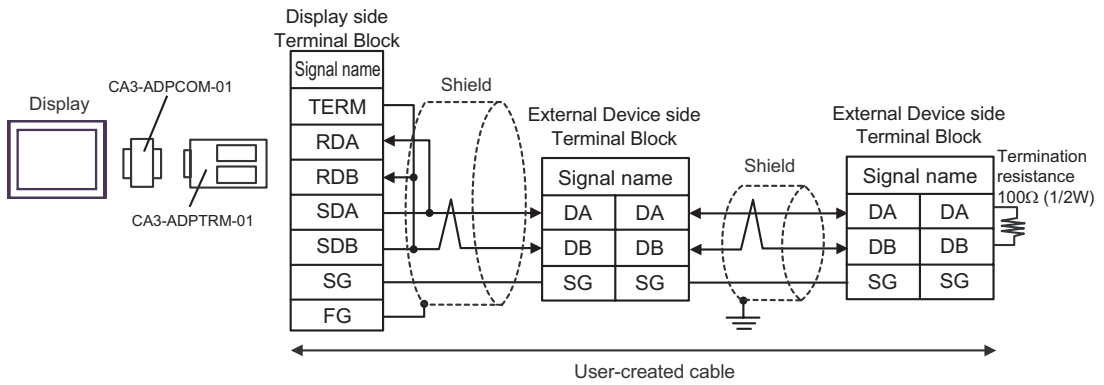 Display side
Terminal Block
Signal name
TERM
RDA
RDB
SDA
SDB
SG
FG
Display
CA3-ADPCOM-01
CA3-ADPTRM-01
Shield
External Device side
Terminal Block
Signal name
DA DA
DB DB
SG SG
Shield
External Device side
Terminal Block
Signal name
DA DA
DB DB
SG SG
Termination
resistance
100Ω (1/2W)
User-created cable